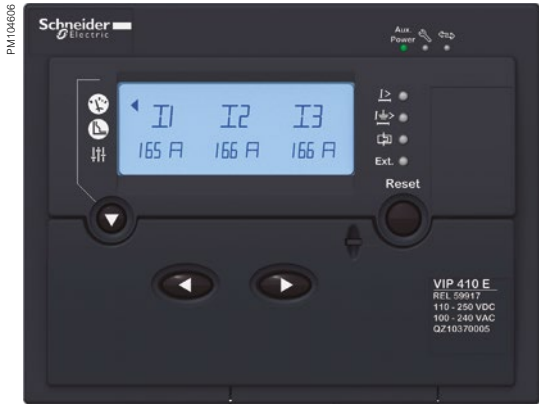 PM104606
Schneider
Electric
Aux.
Power
I1 I2 I3
165 A 166 A 166 A
I>
I⏚>
Ext.
Reset
VIP 410 E
REL 59917
110 - 250 VDC
100 - 240 VAC
QZ10370005